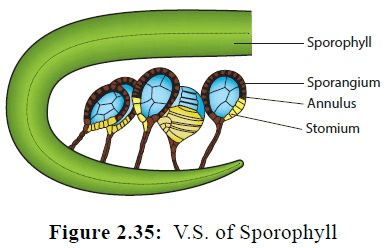 Sporophyll
Sporangium
Annulus
Stomium
Figure 2.35: V.S. of Sporophyll